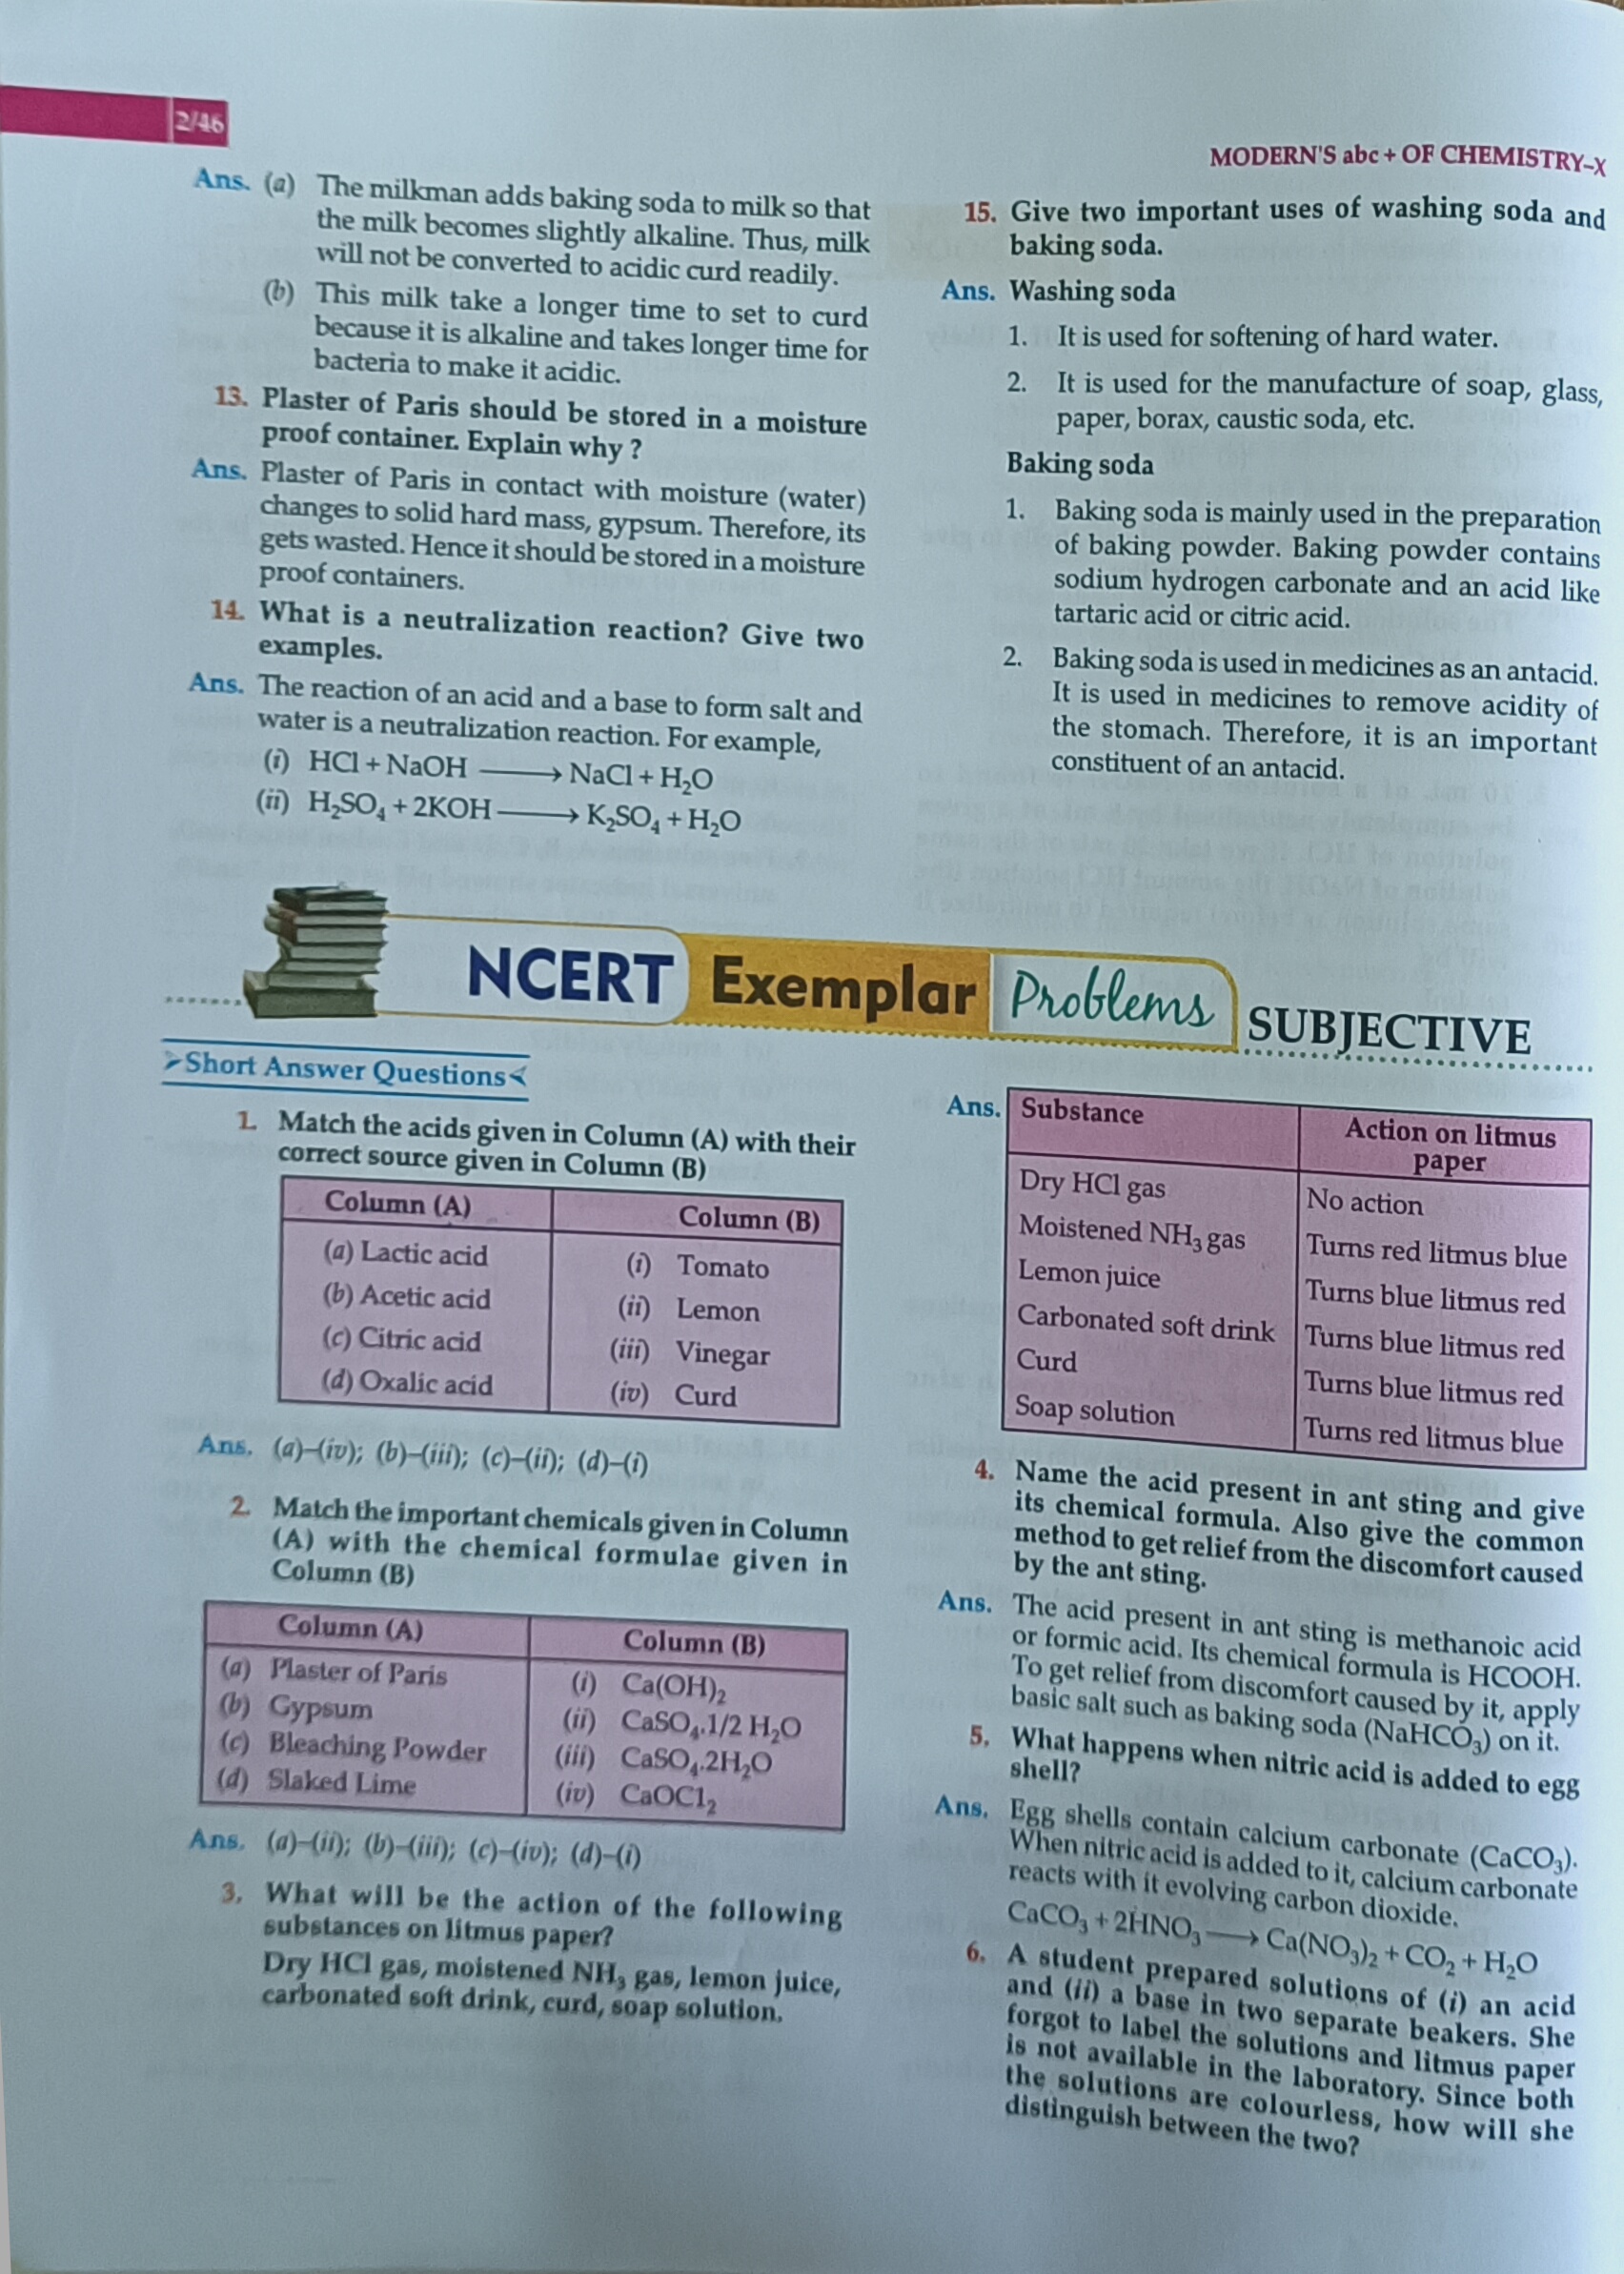 2/46
MODERN'S abc + OF CHEMISTRY–X
Ans. (a) The milkman adds baking soda to milk so that
the milk becomes slightly alkaline. Thus, milk
will not be converted to acidic curd readily.
(b) This milk take a longer time to set to curd
because it is alkaline and takes longer time for
bacteria to make it acidic.
13. Plaster of Paris should be stored in a moisture
proof container. Explain why ?
Ans. Plaster of Paris in contact with moisture (water)
changes to solid hard mass, gypsum. Therefore, its
gets wasted. Hence it should be stored in a moisture
proof containers.
14. What is a neutralization reaction? Give two
examples.
Ans. The reaction of an acid and a base to form salt and
water is a neutralization reaction. For example,
(i) HCl + NaOH ⟶ NaCl + H₂O
(ii) H₂SO₄ + 2KOH ⟶ K₂SO₄ + H₂O
15. Give two important uses of washing soda and
baking soda.
Ans. Washing soda
1. It is used for softening of hard water.
2. It is used for the manufacture of soap, glass,
paper, borax, caustic soda, etc.
Baking soda
1. Baking soda is mainly used in the preparation
of baking powder. Baking powder contains
sodium hydrogen carbonate and an acid like
tartaric acid or citric acid.
2. Baking soda is used in medicines as an antacid.
It is used in medicines to remove acidity of
the stomach. Therefore, it is an important
constituent of an antacid.
NCERT Exemplar Problems SUBJECTIVE
Short Answer Questions
1. Match the acids given in Column (A) with their
correct source given in Column (B)
Column (A) Column (B)
(a) Lactic acid (i) Tomato
(b) Acetic acid (ii) Lemon
(c) Citric acid (iii) Vinegar
(d) Oxalic acid (iv) Curd
Ans. (a)–(iv); (b)–(iii); (c)–(ii); (d)–(i)
2. Match the important chemicals given in Column
(A) with the chemical formulae given in
Column (B)
Column (A) Column (B)
(a) Plaster of Paris (i) Ca(OH)₂
(b) Gypsum (ii) CaSO₄.1/2 H₂O
(c) Bleaching Powder (iii) CaSO₄.2H₂O
(d) Slaked Lime (iv) CaOC1₂
Ans. (a)–(ii); (b)–(iii); (c)–(iv); (d)–(i)
3. What will be the action of the following
substances on litmus paper?
Dry HCl gas, moistened NH₃ gas, lemon juice,
carbonated soft drink, curd, soap solution.
Ans. Substance Action on litmus
paper
Dry HCl gas No action
Moistened NH₃ gas Turns red litmus blue
Lemon juice Turns blue litmus red
Carbonated soft drink Turns blue litmus red
Curd Turns blue litmus red
Soap solution Turns red litmus blue
4. Name the acid present in ant sting and give
its chemical formula. Also give the common
method to get relief from the discomfort caused
by the ant sting.
Ans. The acid present in ant sting is methanoic acid
or formic acid. Its chemical formula is HCOOH.
To get relief from discomfort caused by it, apply
basic salt such as baking soda (NaHCO₃) on it.
5. What happens when nitric acid is added to egg
shell?
Ans. Egg shells contain calcium carbonate (CaCO₃).
When nitric acid is added to it, calcium carbonate
reacts with it evolving carbon dioxide.
CaCO₃ + 2HNO₃ ⟶ Ca(NO₃)₂ + CO₂ + H₂O
6. A student prepared solutions of (i) an acid
and (ii) a base in two separate beakers. She
forgot to label the solutions and litmus paper
is not available in the laboratory. Since both
the solutions are colourless, how will she
distinguish between the two?